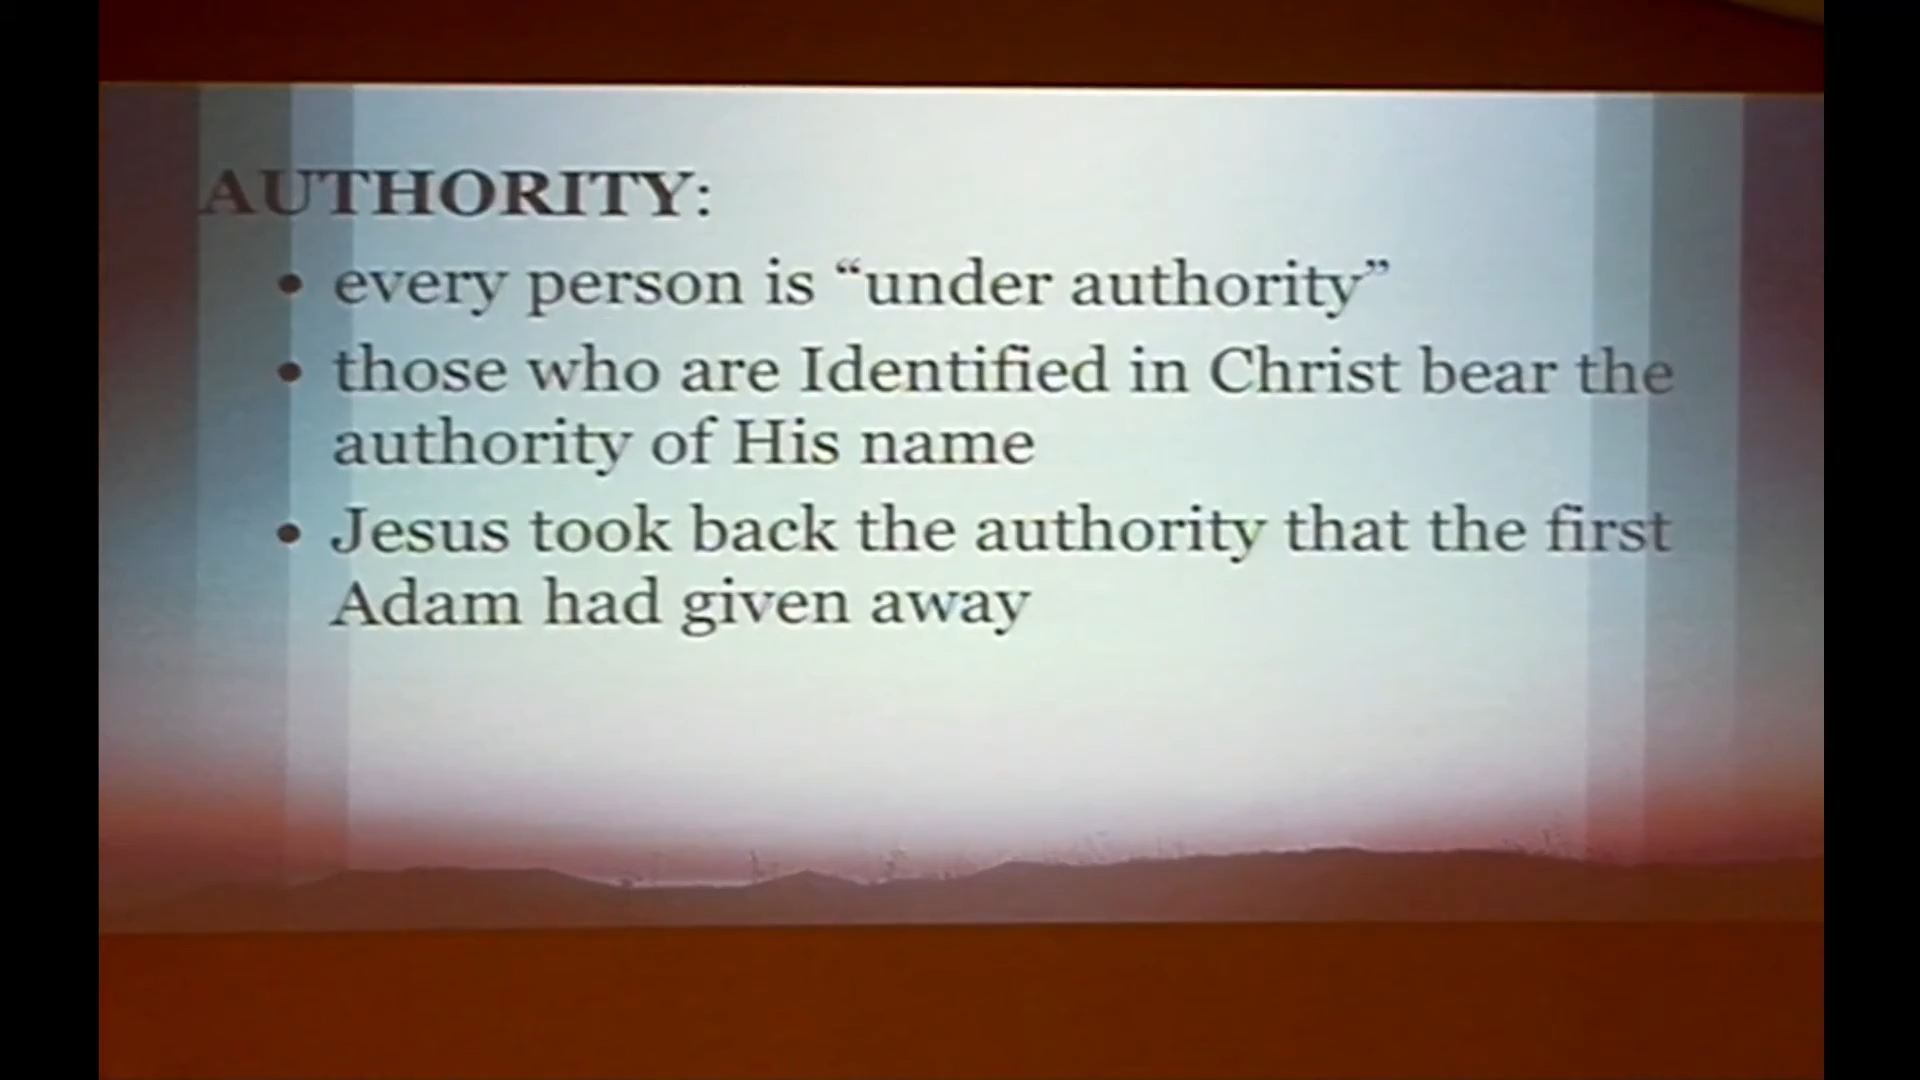 AUTHORITY:
• every person is “under authority”
• those who are Identified in Christ bear the
authority of His name
• Jesus took back the authority that the first
Adam had given away